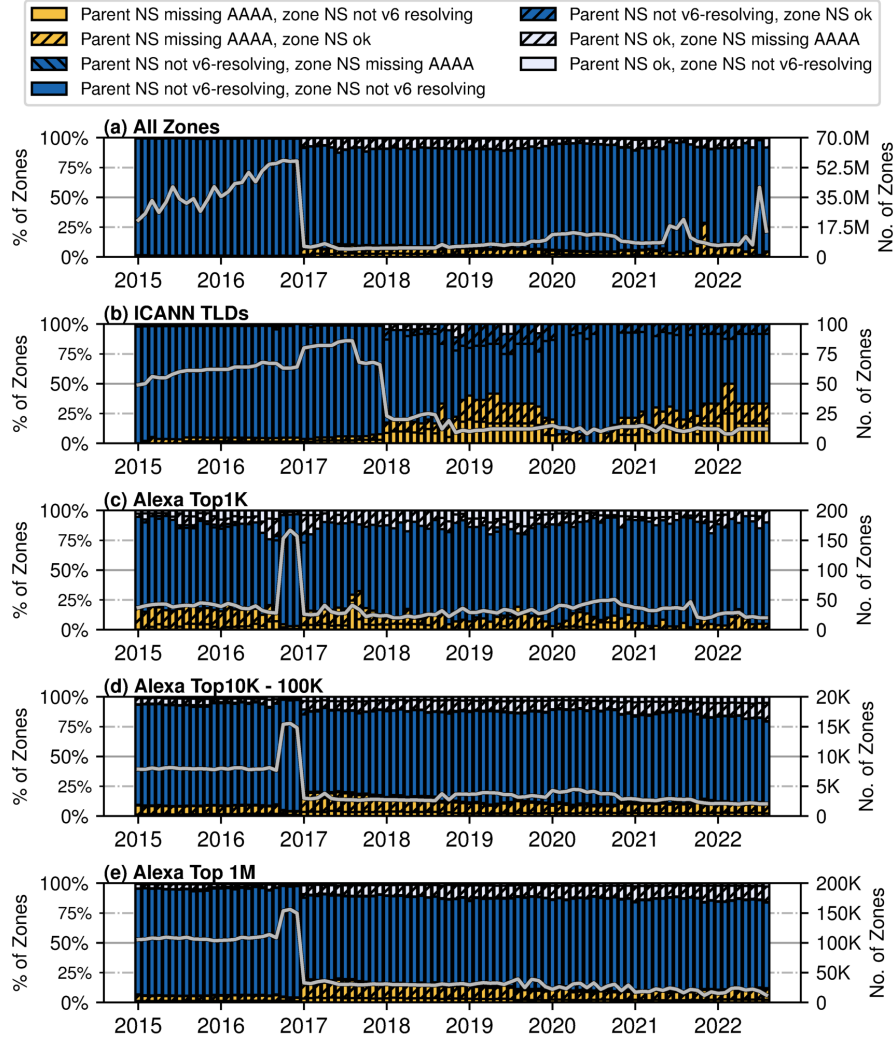 Parent NS missing AAAA, zone NS not v6 resolving
Parent NS missing AAAA, zone NS ok
Parent NS not v6-resolving, zone NS missing AAAA
Parent NS not v6-resolving, zone NS not v6 resolving
Parent NS not v6-resolving, zone NS ok
Parent NS ok, zone NS missing AAAA
Parent NS ok, zone NS not v6-resolving
(a) All Zones
% of Zones
100%
75%
50%
25%
0%
70.0M
52.5M
35.0M
17.5M
0
No. of Zones
2015 2016 2017 2018 2019 2020 2021 2022
(b) ICANN TLDs
% of Zones
100%
75%
50%
25%
0%
100
75
50
25
0
No. of Zones
2015 2016 2017 2018 2019 2020 2021 2022
(c) Alexa Top1K
% of Zones
100%
75%
50%
25%
0%
200
150
100
50
0
No. of Zones
2015 2016 2017 2018 2019 2020 2021 2022
(d) Alexa Top10K - 100K
% of Zones
100%
75%
50%
25%
0%
20K
15K
10K
5K
0
No. of Zones
2015 2016 2017 2018 2019 2020 2021 2022
(e) Alexa Top 1M
% of Zones
100%
75%
50%
25%
0%
200K
150K
100K
50K
0
No. of Zones
2015 2016 2017 2018 2019 2020 2021 2022